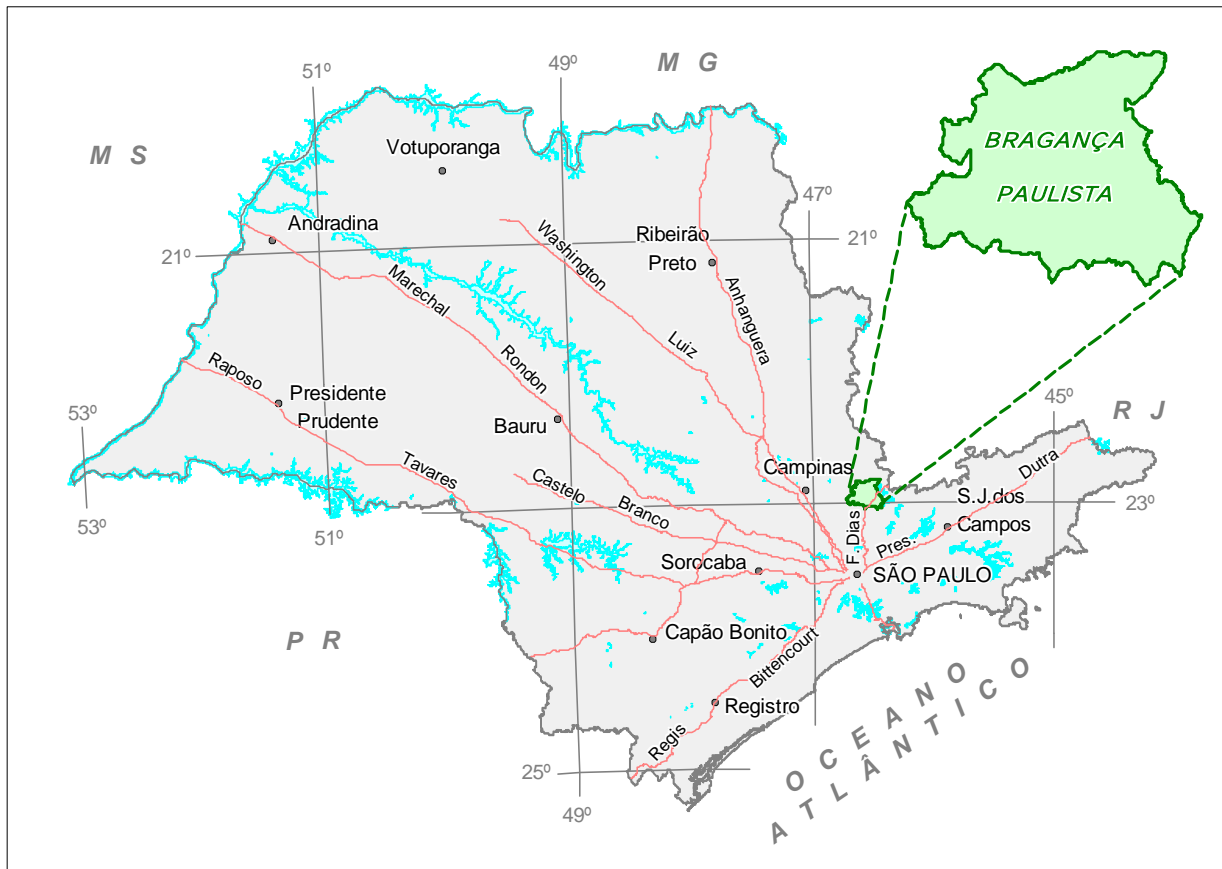 51º
49º
M G
M S
Votuporanga
BRAGANÇA
PAULISTA
47º
Andradina
21º
Washington
Ribeirão
Preto
21º
Marechal
Anhanguera
Luiz
Rondon
Raposo
Presidente
Prudente
53º
Bauru
45º
R J
Tavares
Castelo
Branco
Campinas
Dutra
S.J.dos
Campos
23º
53º
51º
F. Dias
Pres.
Sorocaba
SÃO PAULO
P R
Capão Bonito
Bittencourt
Registro
Regis
OCEANO
ATLÂNTICO
25º
49º